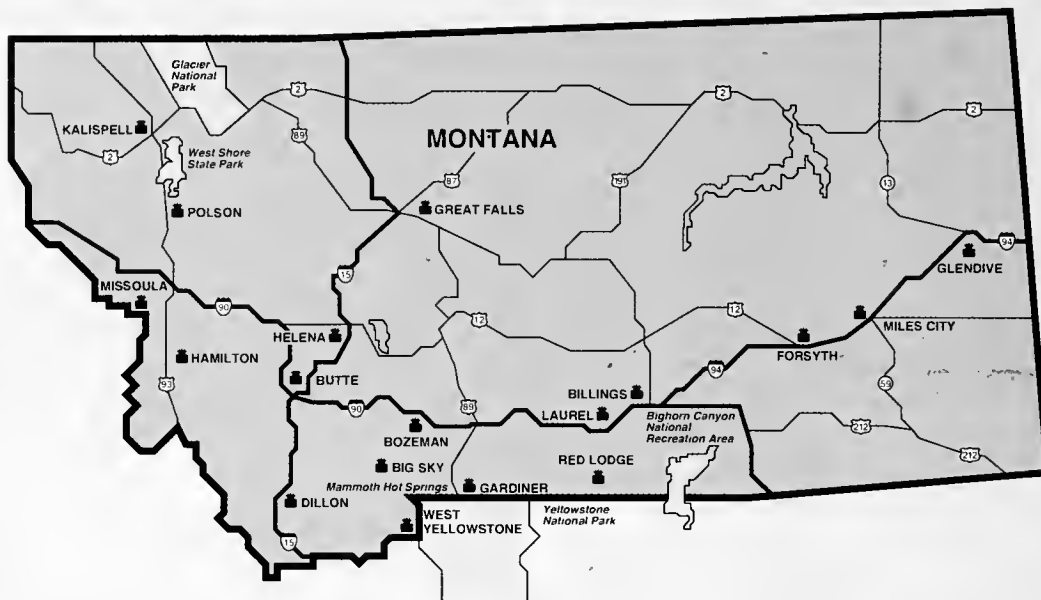 Glacier
National
Park
2
2
2
KALISPELL
89
MONTANA
2
West Shore
State Park
87
191
13
POLSON
GREAT FALLS
94
GLENDIVE
15
MISSOULA
90
12
12
MILES CITY
HELENA
FORSYTH
HAMILTON
93
BUTTE
94
59
BILLINGS
90
89
LAUREL
Bighorn Canyon
National
Recreation Area
212
BOZEMAN
212
BIG SKY
RED LODGE
Mammoth Hot Springs
GARDINER
DILLON
Yellowstone
National Park
WEST
YELLOWSTONE
15